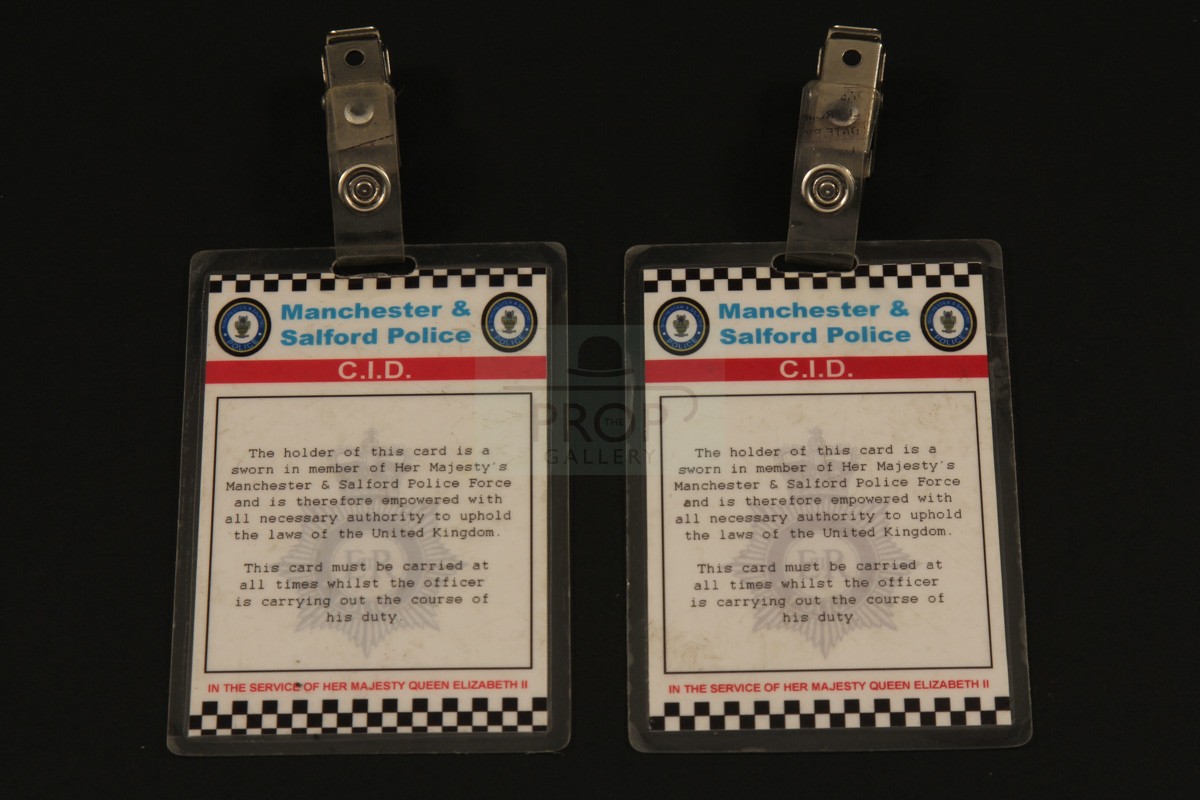 Manchester &
Salford Police
POLICE
POLICE
C.I.D.
The holder of this card is a
sworn in member of Her Majesty's
Manchester & Salford Police Force
and is therefore empowered with
all necessary authority to uphold
the laws of the United Kingdom.
This card must be carried at
all times whilst the officer
is carrying out the course of
his duty.
IN THE SERVICE OF HER MAJESTY QUEEN ELIZABETH II
Manchester &
Salford Police
POLICE
POLICE
C.I.D.
The holder of this card is a
sworn in member of Her Majesty's
Manchester & Salford Police Force
and is therefore empowered with
all necessary authority to uphold
the laws of the United Kingdom.
This card must be carried at
all times whilst the officer
is carrying out the course of
his duty.
IN THE SERVICE OF HER MAJESTY QUEEN ELIZABETH II
THE
PROP
GALLERY